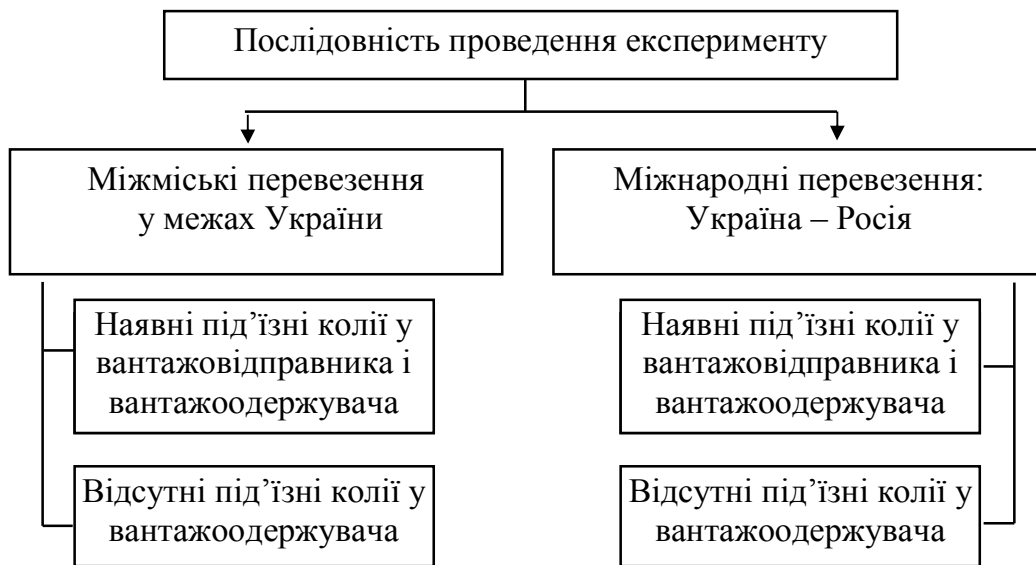 Послідовність проведення експерименту
Міжміські перевезення
у межах України
Наявні під’їзні колії у
вантажовідправника і
вантажоодержувача
Відсутні під’їзні колії у
вантажоодержувача
Міжнародні перевезення:
Україна – Росія
Наявні під’їзні колії у
вантажовідправника і
вантажоодержувача
Відсутні під’їзні колії у
вантажоодержувача